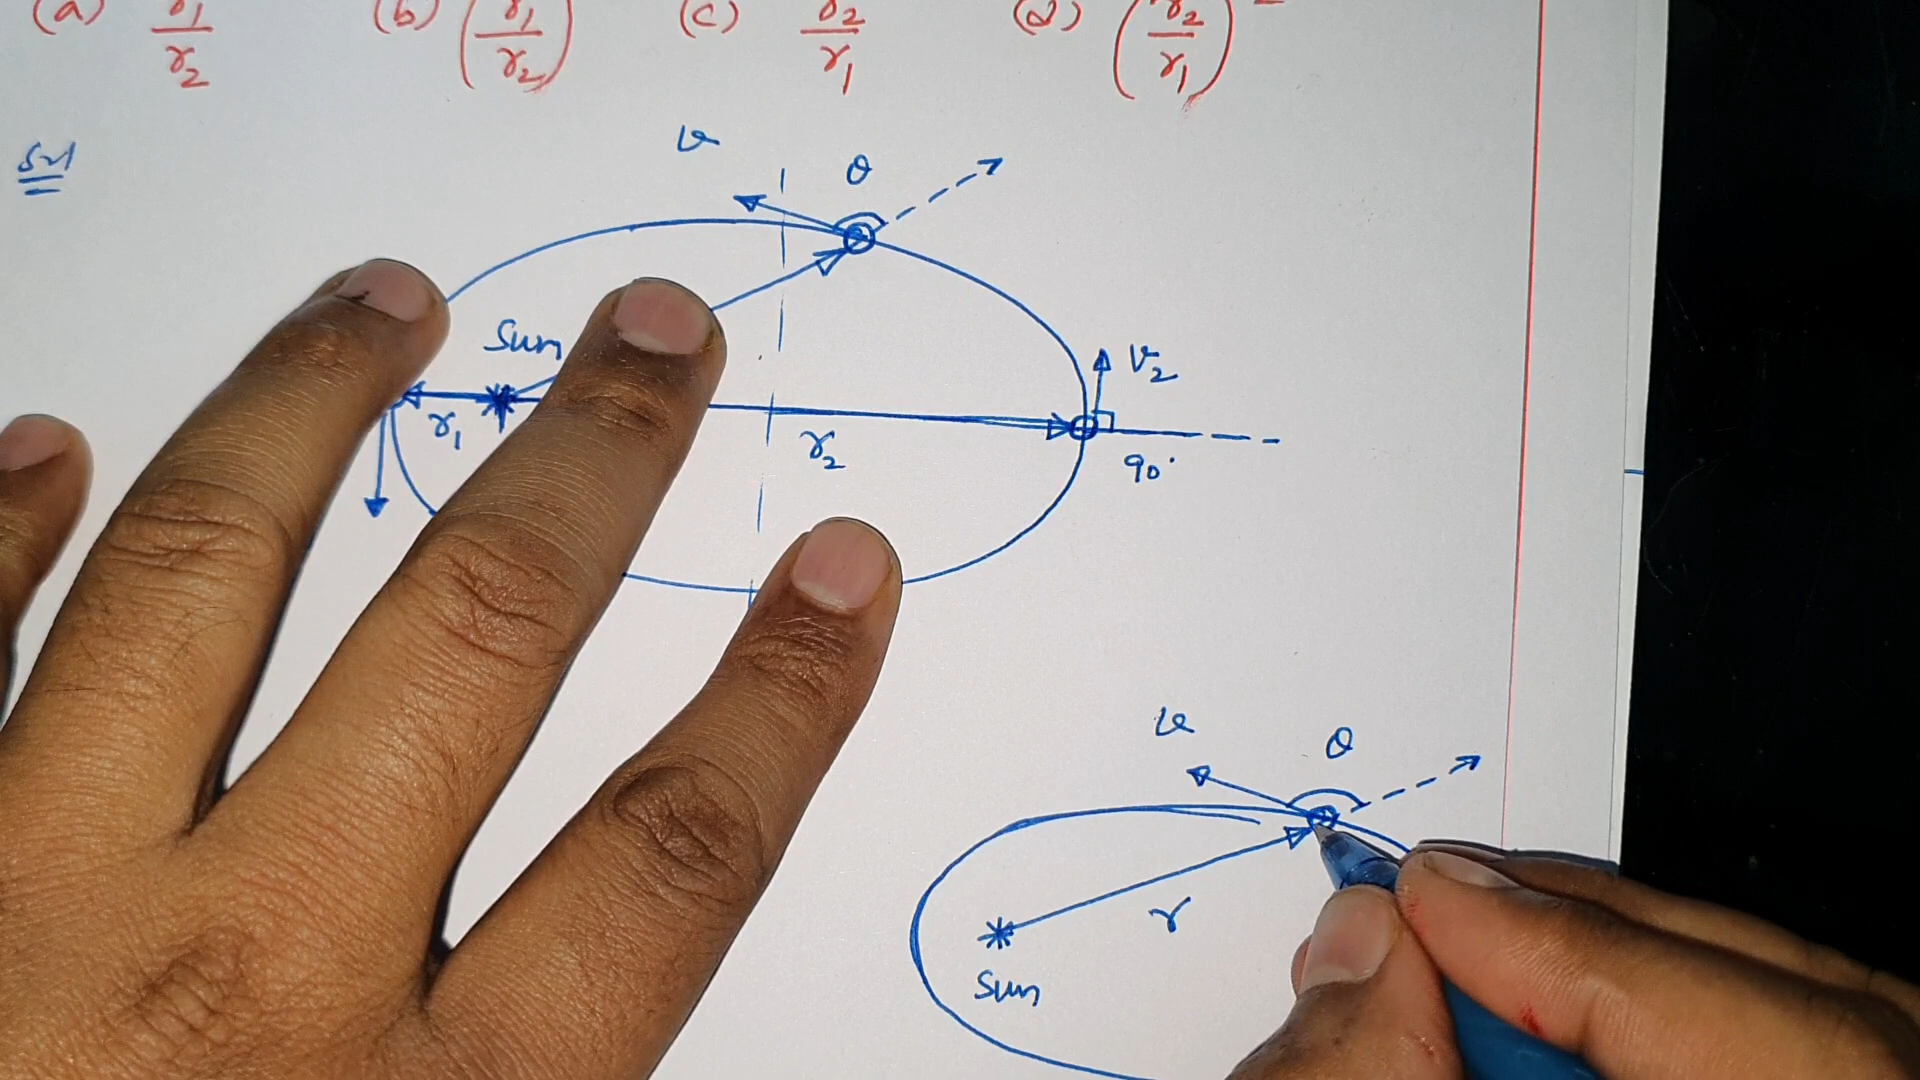 (a) r1/r2 (b) (r1/r2) (c) r2/r1 (d) (r2/r1)
Sol
v θ
Sun
v2
r1 r2 90°
v θ
r
Sun